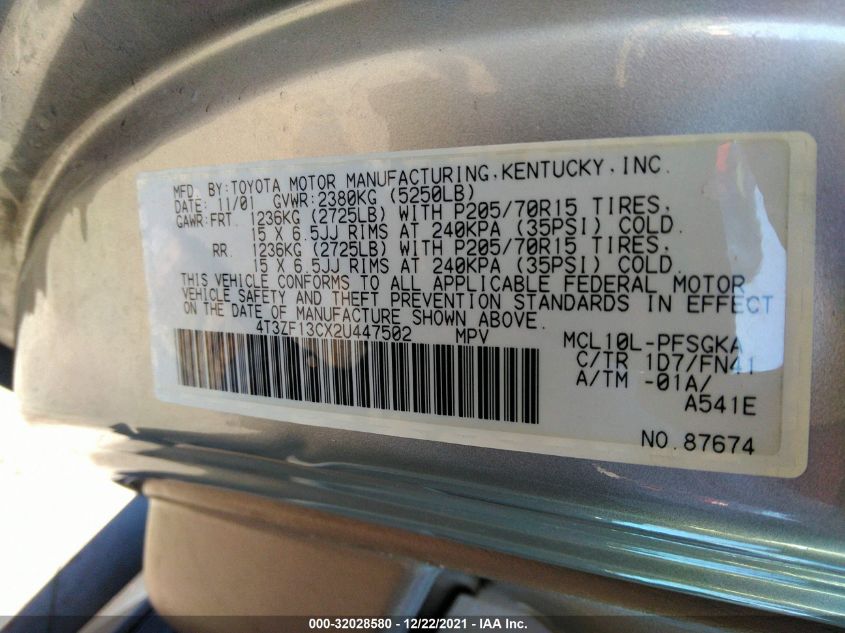 MFD. BY:TOYOTA MOTOR MANUFACTURING,KENTUCKY,INC.
DATE: 11/01 GVWR:2380KG (5250LB)
GAWR:FRT. 1236KG (2725LB) WITH P205/70R15 TIRES,
15 X 6.5JJ RIMS AT 240KPA (35PSI) COLD.
RR. 1236KG (2725LB) WITH P205/70R15 TIRES,
15 X 6.5JJ RIMS AT 240KPA (35PSI) COLD.
THIS VEHICLE CONFORMS TO ALL APPLICABLE FEDERAL MOTOR
VEHICLE SAFETY AND THEFT PREVENTION STANDARDS IN EFFECT
ON THE DATE OF MANUFACTURE SHOWN ABOVE.
4T3ZF13CX2U447502 MPV
MCL10L-PFSGKA
C/TR 1D7/FN41
A/TM -01A/
A541E
NO.87674
000-32028580 - 12/22/2021 - IAA Inc.